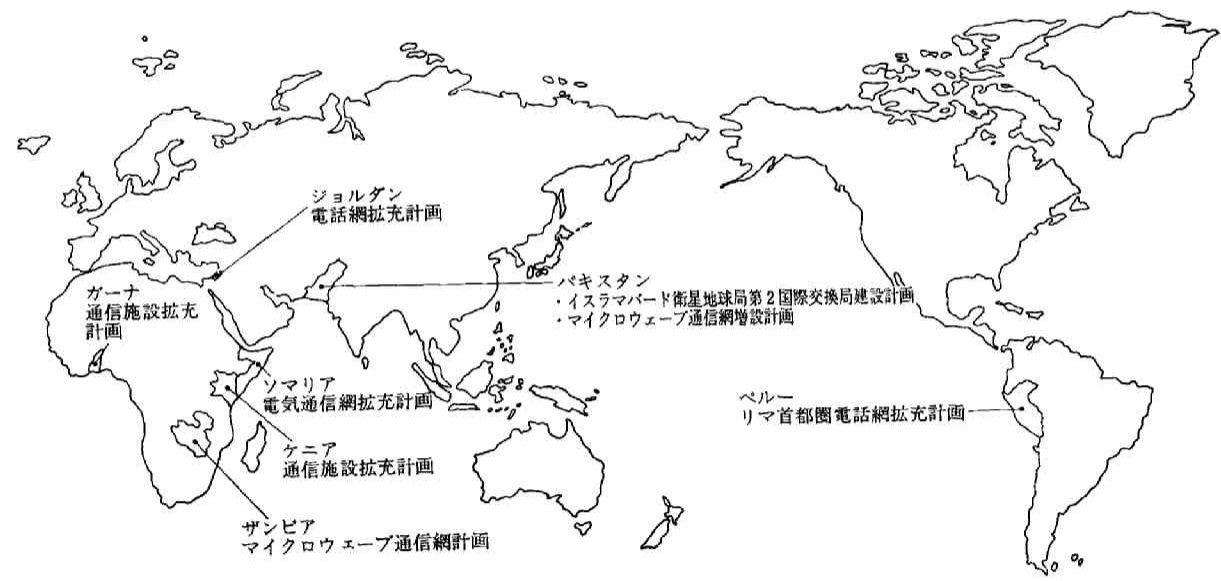 ジョルダン
電話網拡充計画
ガーナ
通信施設拡充
計画
パキスタン
・イスラマバード衛星地球局第2国際交換局建設計画
・マイクロウェーブ通信網増設計画
ソマリア
電気通信網拡充計画
ケニア
通信施設拡充計画
ザンビア
マイクロウェーブ通信網計画
ペルー
リマ首都圏電話網拡充計画